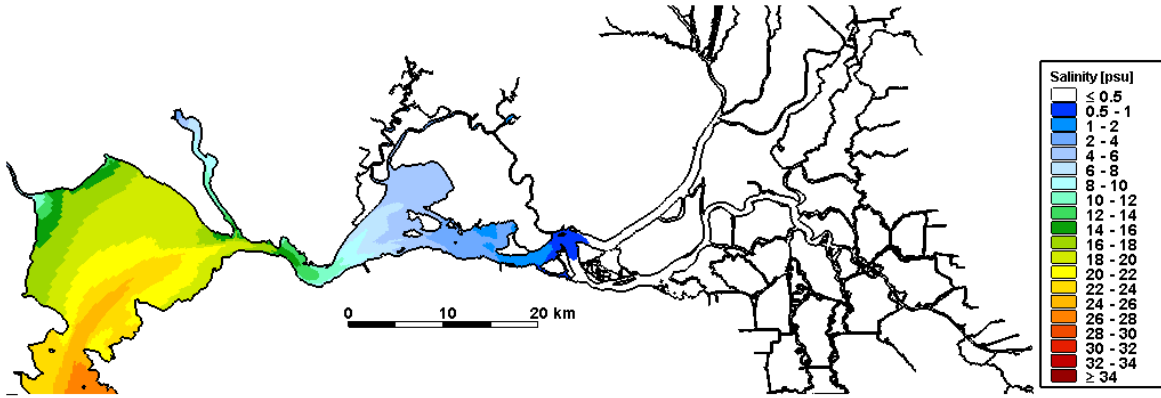 Salinity [psu]
≤ 0.5
0.5 - 1
1 - 2
2 - 4
4 - 6
6 - 8
8 - 10
10 - 12
12 - 14
14 - 16
16 - 18
18 - 20
20 - 22
22 - 24
24 - 26
26 - 28
28 - 30
30 - 32
32 - 34
≥ 34
0 10 20 km